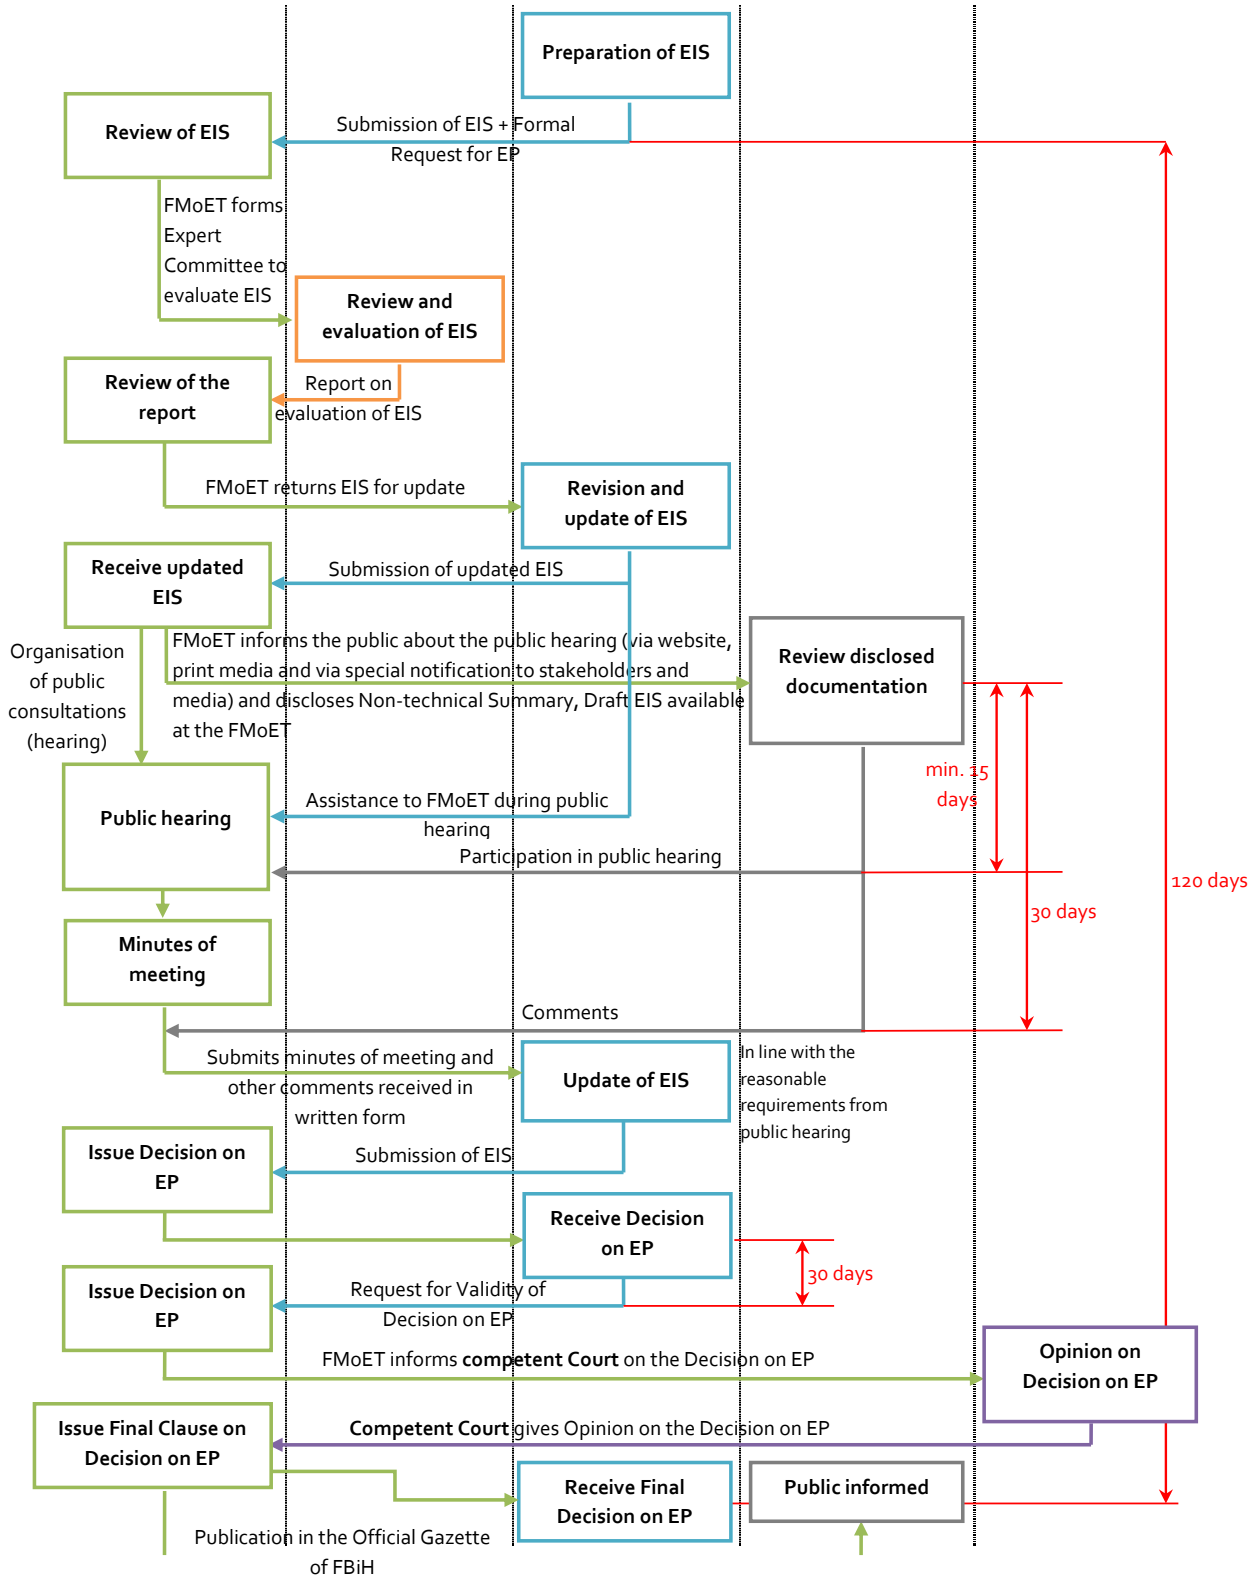 Preparation of EIS
Review of EIS
Submission of EIS + Formal
Request for EP
FMoET forms
Expert
Committee to
evaluate EIS
Review and
evaluation of EIS
Review of the
report
Report on
evaluation of EIS
FMoET returns EIS for update
Revision and
update of EIS
Receive updated
EIS
Submission of updated EIS
Organisation
of public
consultations
(hearing)
FMoET informs the public about the public hearing (via website,
print media and via special notification to stakeholders and
media) and discloses Non-technical Summary, Draft EIS available
at the FMoET
Review disclosed
documentation
min. 15
days
Public hearing
Assistance to FMoET during public
hearing
Participation in public hearing
120 days
30 days
Minutes of
meeting
Comments
Submits minutes of meeting and
other comments received in
written form
Update of EIS
In line with the
reasonable
requirements from
public hearing
Issue Decision on
EP
Submission of EIS
Receive Decision
on EP
30 days
Issue Decision on
EP
Request for Validity of
Decision on EP
FMoET informs competent Court on the Decision on EP
Opinion on
Decision on EP
Issue Final Clause on
Decision on EP
Competent Court gives Opinion on the Decision on EP
Receive Final
Decision on EP
Public informed
Publication in the Official Gazette
of FBiH